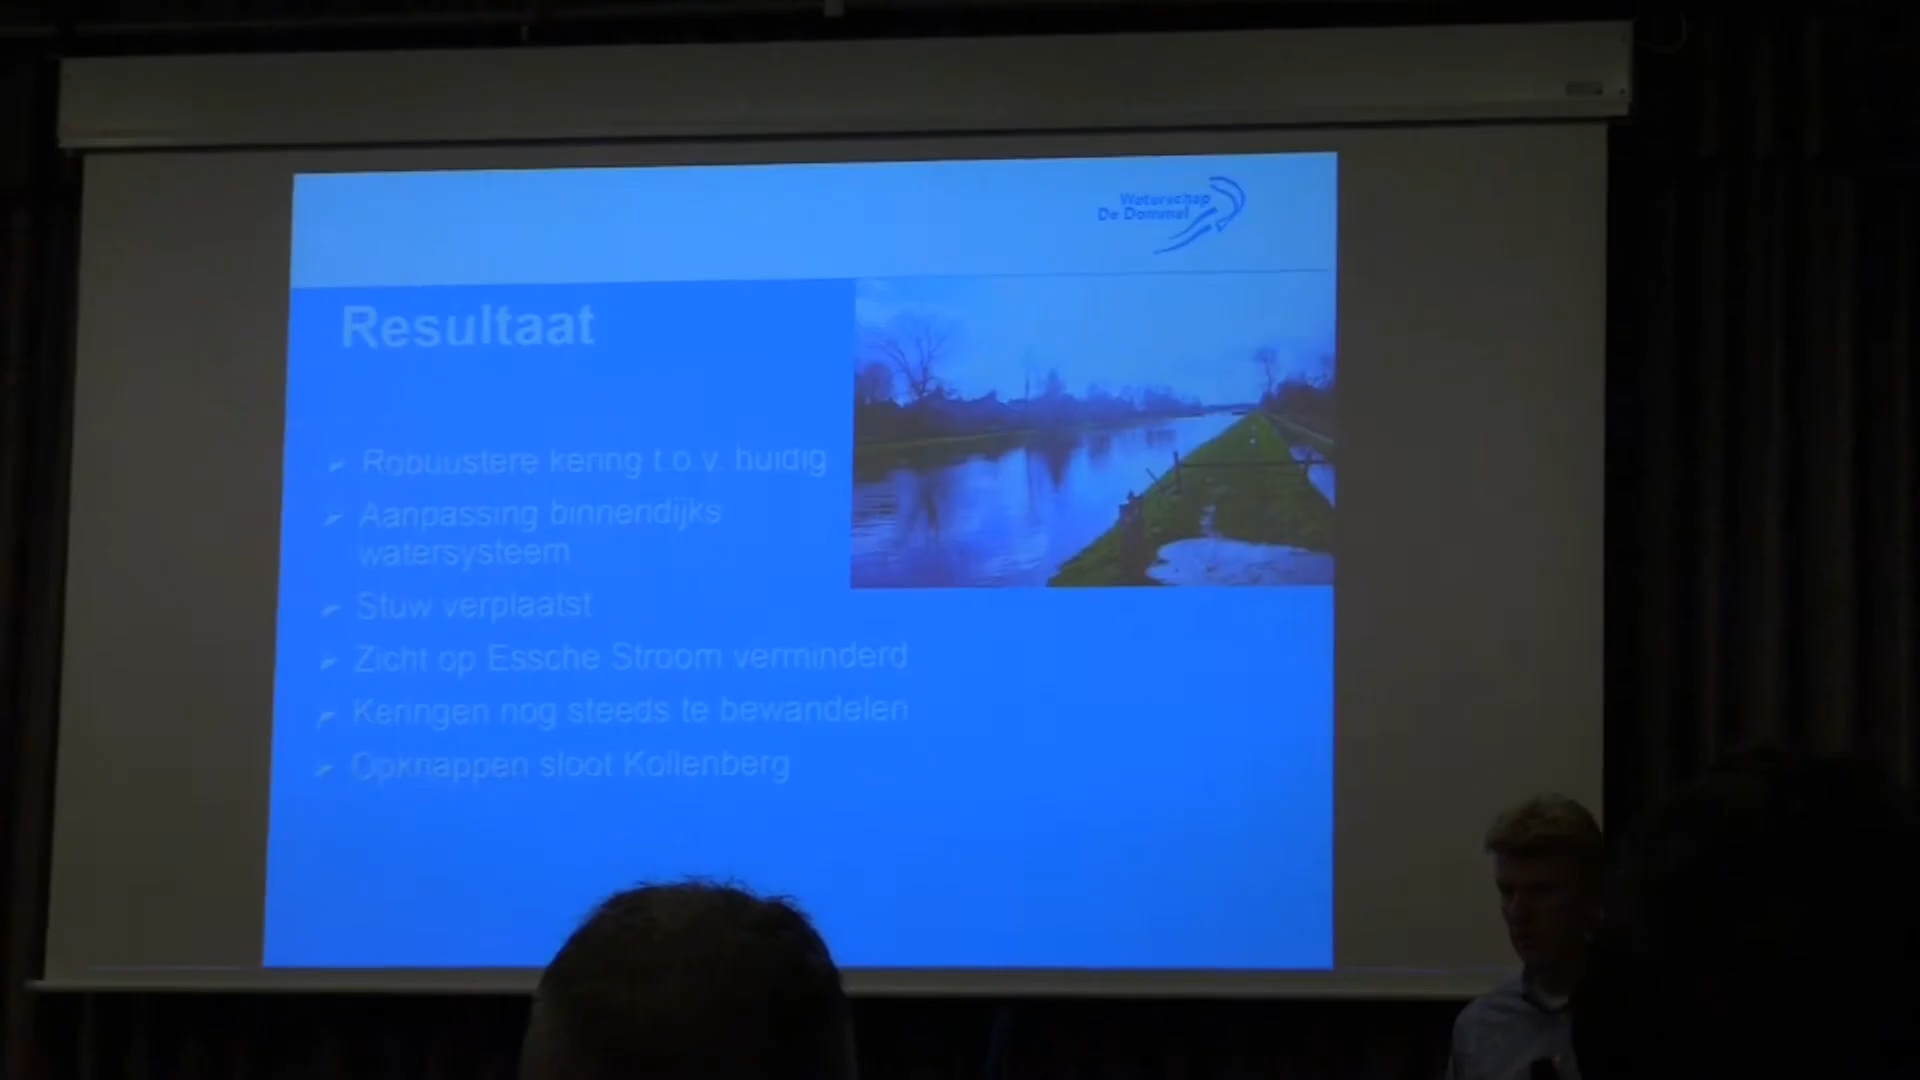 Waterschap
De Dommel
Resultaat
Robuustere kering t.o.v. huidig
Aanpassing binnendijks
watersysteem
Stuw verplaatst
Zicht op Essche Stroom verminderd
Keringen nog steeds te bewandelen
Opknappen sloot Kollenberg